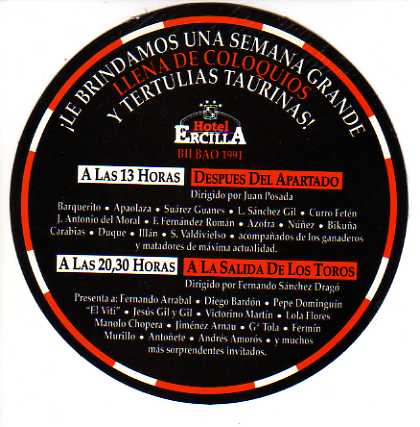 ¡LE BRINDAMOS UNA SEMANA GRANDE
LLENA DE COLOQUIOS
Y TERTULIAS TAURINAS!
Hotel
ERCILLA
BILBAO 1991
A LAS 13 HORAS DESPUES DEL APARTADO
Dirigido por Juan Posada
Barquerito • Apaolaza • Suárez Guanes • L. Sánchez Gil • Curro Fetén
J. Antonio del Moral • F. Fernández Román • Azofra • Núñez • Bikuña
Carabias • Duque • Illán • S. Valdivielso • acompañados de los ganaderos
y matadores de máxima actualidad.
A LAS 20,30 HORAS A LA SALIDA DE LOS TOROS
Dirigido por Fernando Sánchez Dragó
Presenta a: Fernando Arrabal • Diego Bardón • Pepe Dominguín
"El Viti" • Jesús Gil y Gil • Victorino Martín • Lola Flores
Manolo Chopera • Jiménez Arnau • Gª Tola • Fermín
Murillo • Antoñete • Andrés Amorós • y muchos
más sorprendentes invitados.